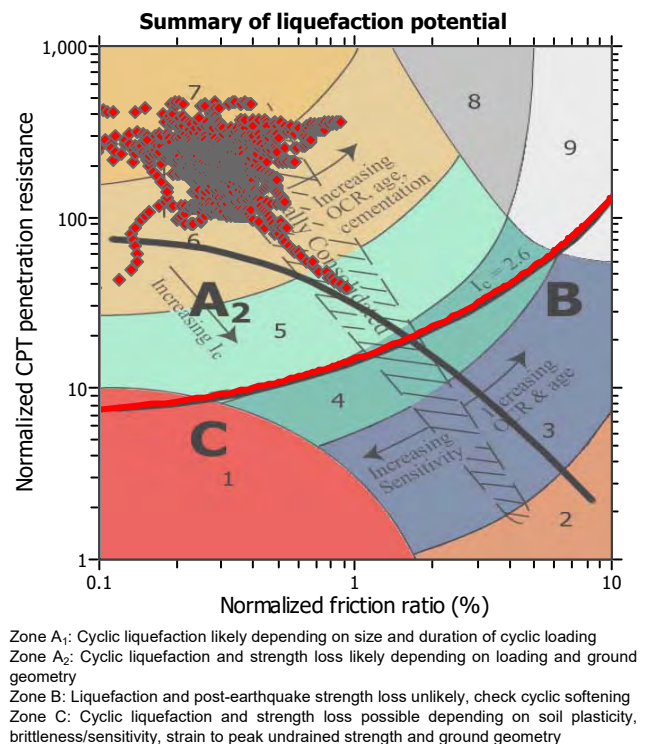 Summary of liquefaction potential
Normalized CPT penetration resistance
1,000
100
10
1
7
8
9
Increasing
OCR, age,
cementation
Consolidated
6
A2
Increasing Ic
5
Ic = 2.6
B
4
C
1
Increasing
OCR & age
3
Increasing
Sensitivity
2
0.1
1
10
Normalized friction ratio (%)
Zone A1: Cyclic liquefaction likely depending on size and duration of cyclic loading
Zone A2: Cyclic liquefaction and strength loss likely depending on loading and ground
geometry
Zone B: Liquefaction and post-earthquake strength loss unlikely, check cyclic softening
Zone C: Cyclic liquefaction and strength loss possible depending on soil plasticity,
brittleness/sensitivity, strain to peak undrained strength and ground geometry